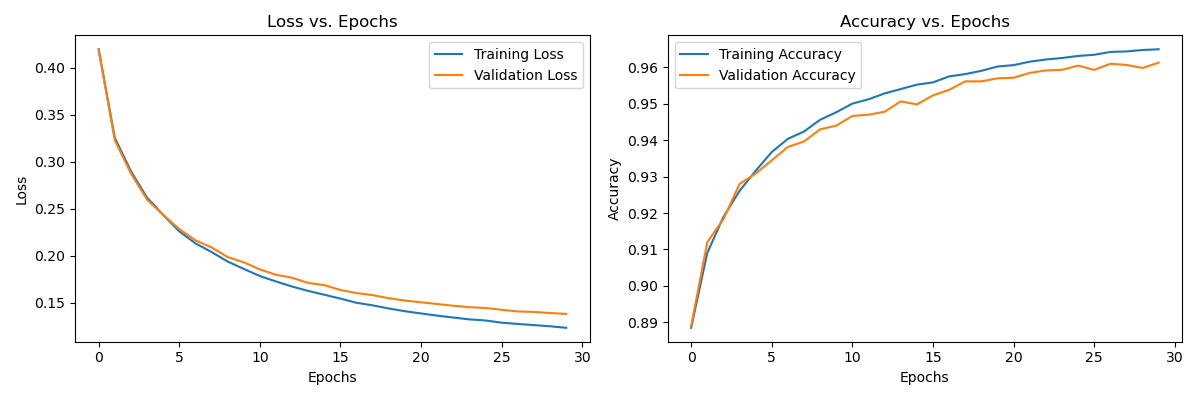 Loss vs. Epochs
Training Loss
Validation Loss
0.40
0.35
0.30
0.25
0.20
0.15
Loss
0 5 10 15 20 25 30
Epochs
Accuracy vs. Epochs
Training Accuracy
Validation Accuracy
0.96
0.95
0.94
0.93
0.92
0.91
0.90
0.89
Accuracy
0 5 10 15 20 25 30
Epochs